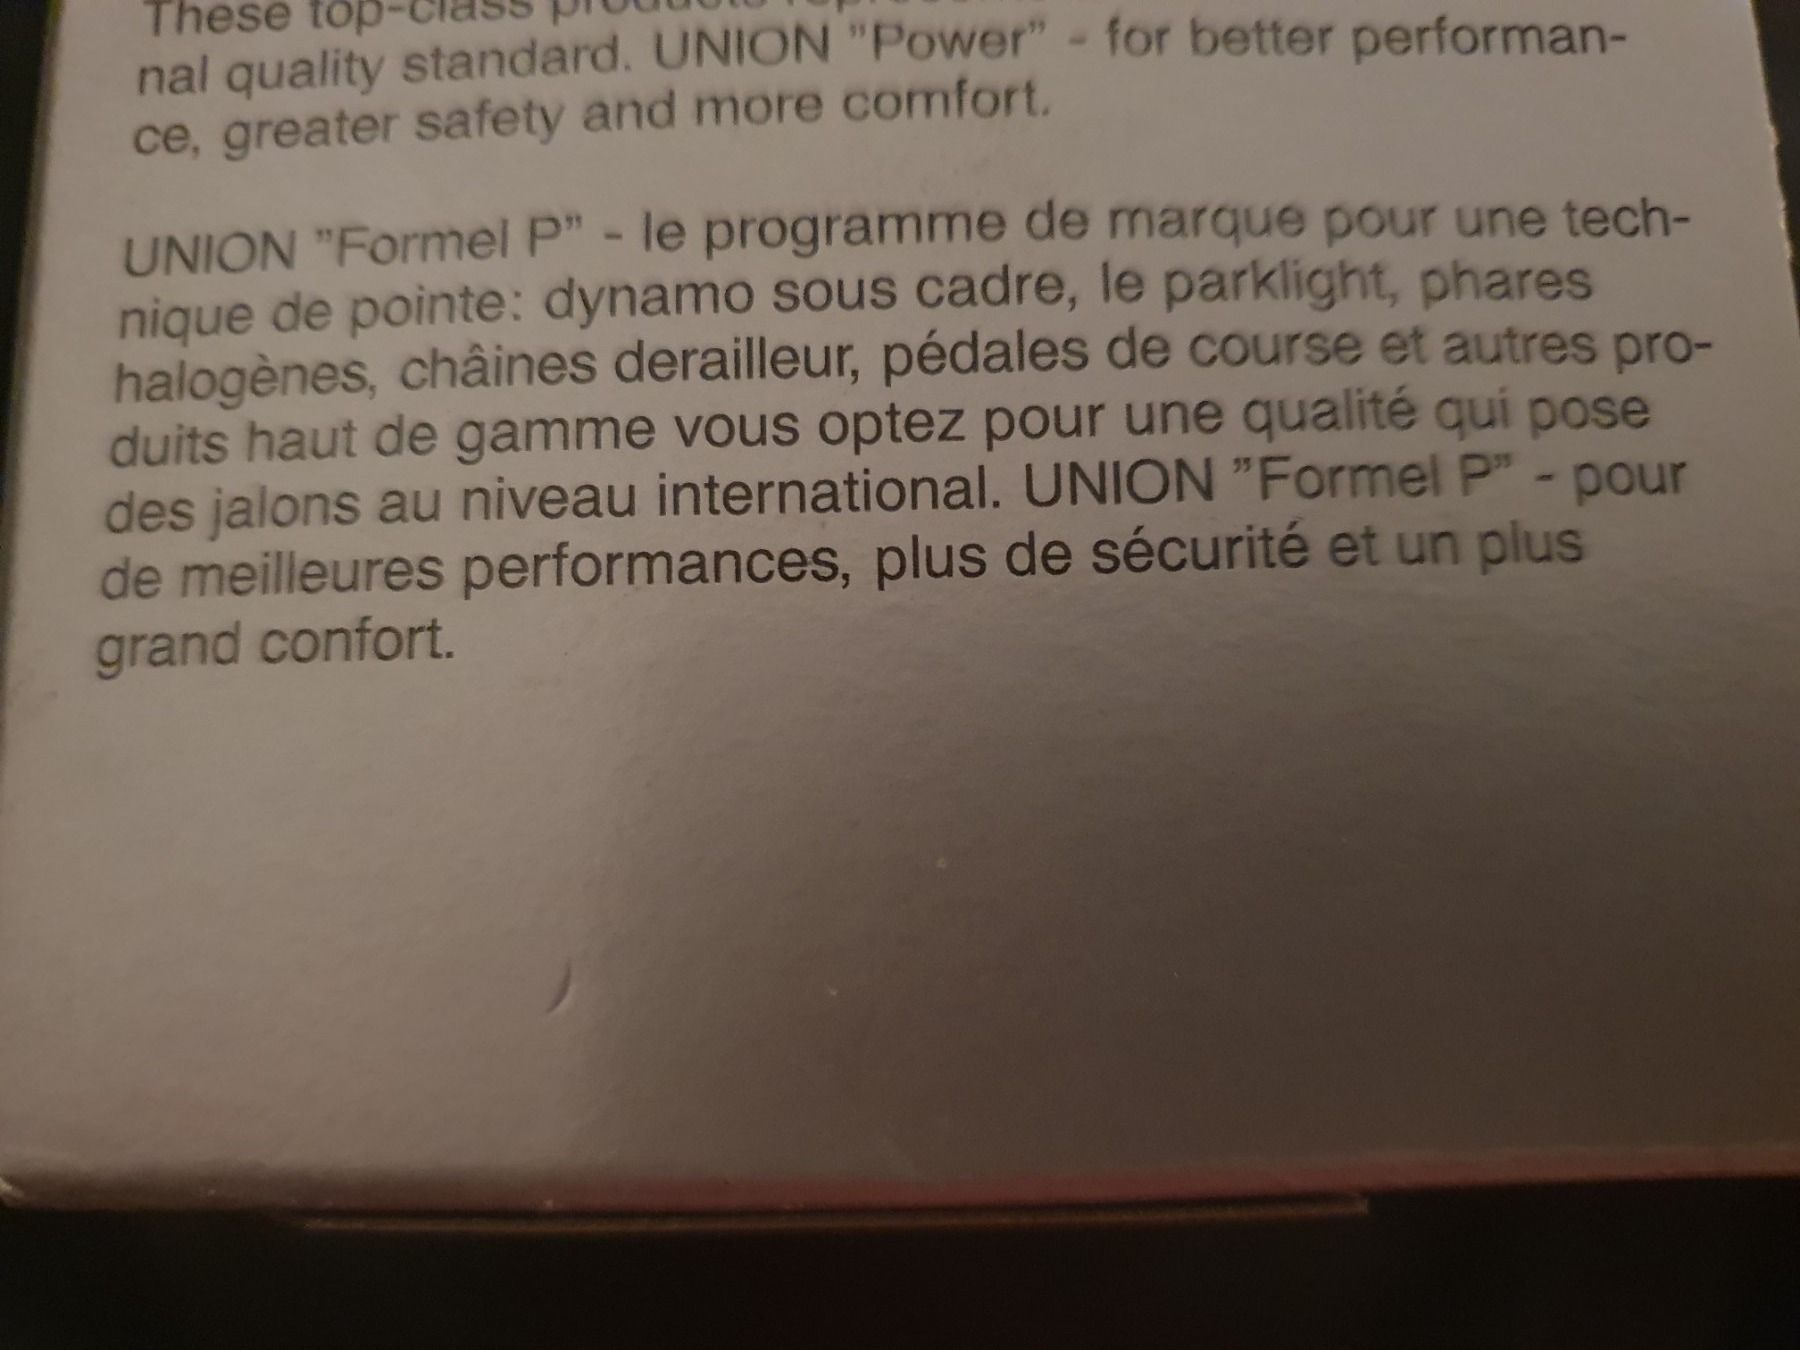 These top-class
nal quality standard. UNION "Power" - for better performan-
ce, greater safety and more comfort.
UNION "Formel P" - le programme de marque pour une tech-
nique de pointe: dynamo sous cadre, le parklight, phares
halogènes, châines derailleur, pédales de course et autres pro-
duits haut de gamme vous optez pour une qualité qui pose
des jalons au niveau international. UNION "Formel P" - pour
de meilleures performances, plus de sécurité et un plus
grand confort.